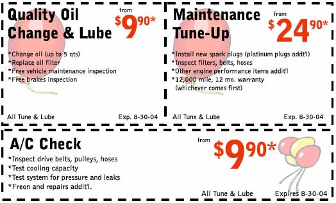 Quality Oil
Change & Lube
from
$9.90*
*Change oil (up to 5 qts)
*Replace oil filter
*Free vehicle maintenance inspection
*Free brakes inspection
All Tune & Lube Exp. 8-30-04
Maintenance
Tune-Up
from
$24.90*
*Install new spark plugs (platinum plugs addt'l)
*Inspect filters, belts, hoses
*Other engine performance items addt'l
*12,000 mile, 12 mo. warranty
(whichever comes first)
All Tune & Lube Exp. 8-30-04
A/C Check
from
$9.90*
*Inspect drive belts, pulleys, hoses
*Test cooling capacity
*Test system for pressure and leaks
*Freon and repairs addit'l.
All Tune & Lube Expires 8-30-04